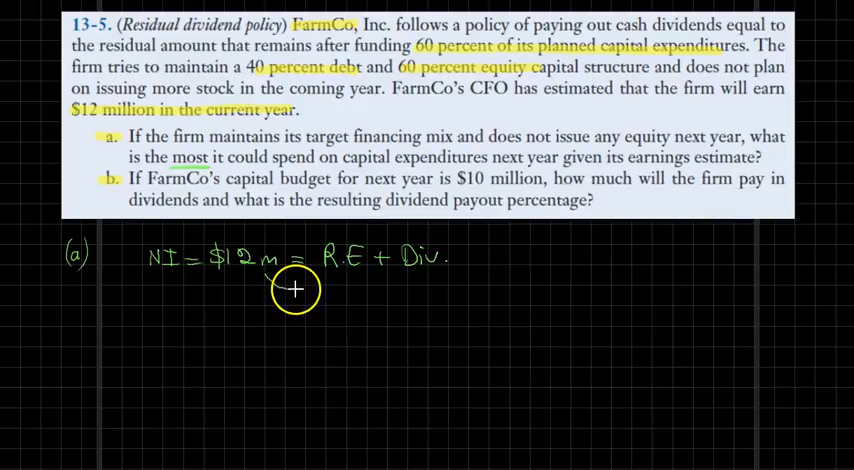 13-5. (Residual dividend policy) FarmCo, Inc. follows a policy of paying out cash dividends equal to
the residual amount that remains after funding 60 percent of its planned capital expenditures. The
firm tries to maintain a 40 percent debt and 60 percent equity capital structure and does not plan
on issuing more stock in the coming year. FarmCo's CFO has estimated that the firm will earn
$12 million in the current year.
a. If the firm maintains its target financing mix and does not issue any equity next year, what
is the most it could spend on capital expenditures next year given its earnings estimate?
b. If FarmCo's capital budget for next year is $10 million, how much will the firm pay in
dividends and what is the resulting dividend payout percentage?
(a) NI = $12 m = R.E + Div.